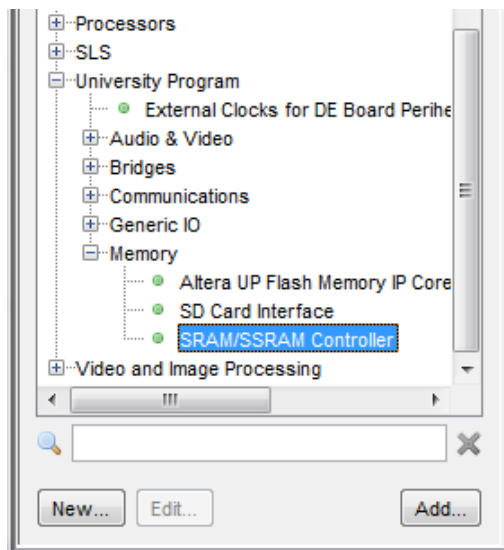 Processors
SLS
University Program
External Clocks for DE Board Perihe
Audio & Video
Bridges
Communications
Generic IO
Memory
Altera UP Flash Memory IP Core
SD Card Interface
SRAM/SSRAM Controller
Video and Image Processing
New... Edit... Add...